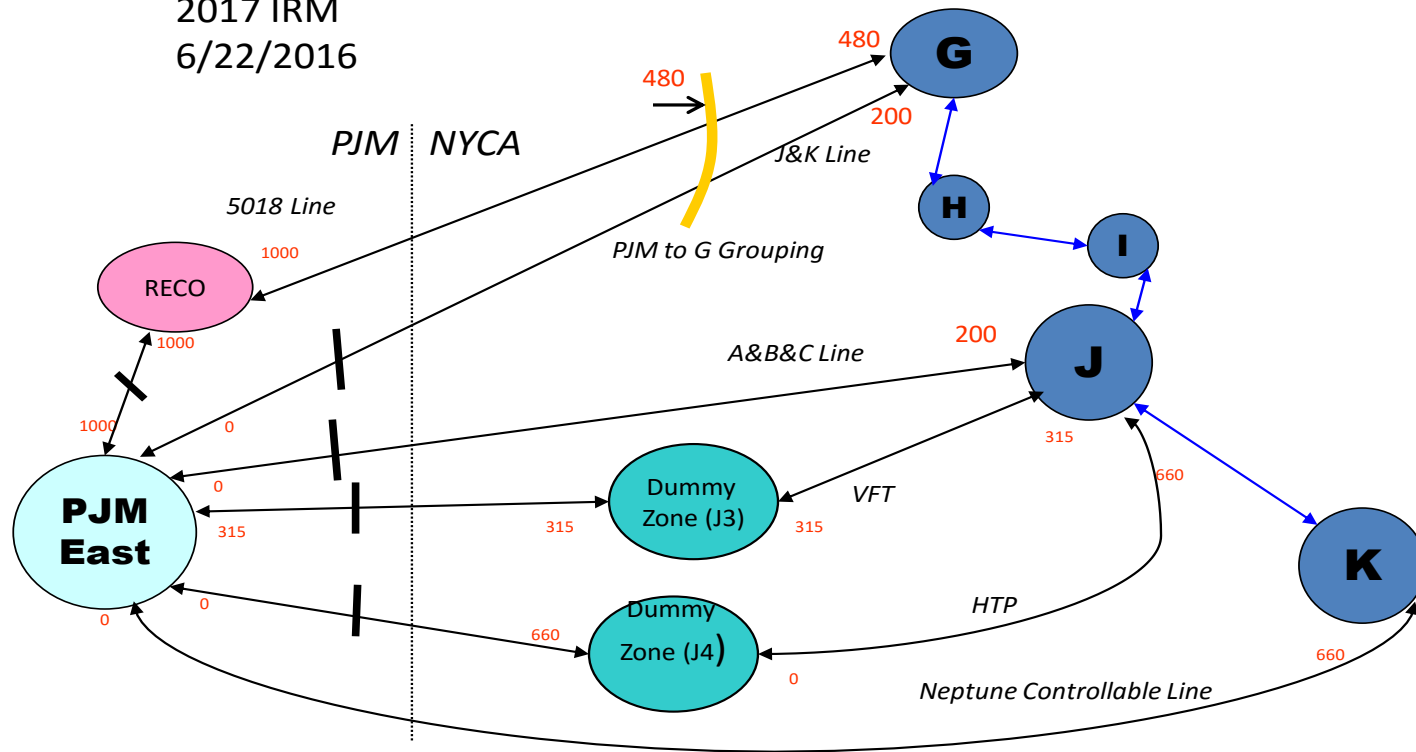 2017 IRM
6/22/2016
480
G
480
200
PJM
NYCA
J&K Line
5018 Line
H
I
1000
PJM to G Grouping
RECO
1000
200
A&B&C Line
J
1000
0
315
0
VFT
660
Dummy
Zone (J3)
PJM
East
315
315
315
K
0
0
Dummy
Zone (J4)
660
0
HTP
660
Neptune Controllable Line